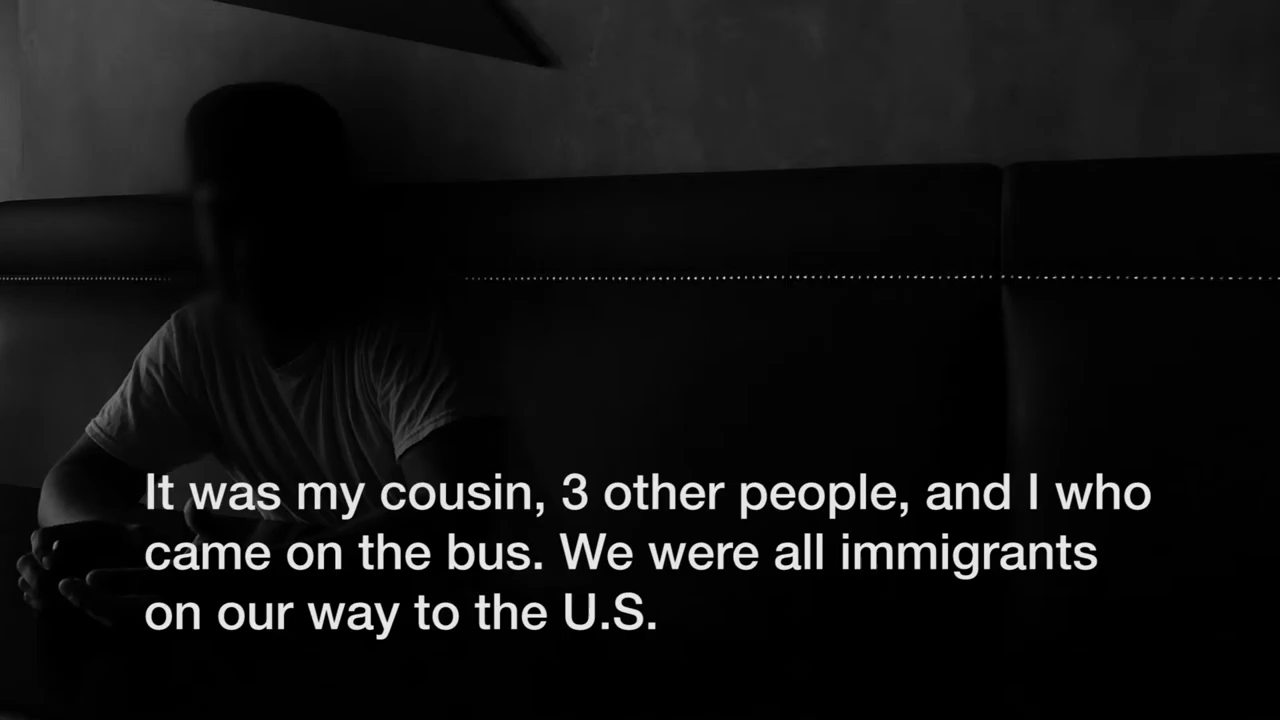 It was my cousin, 3 other people, and I who
came on the bus. We were all immigrants
on our way to the U.S.